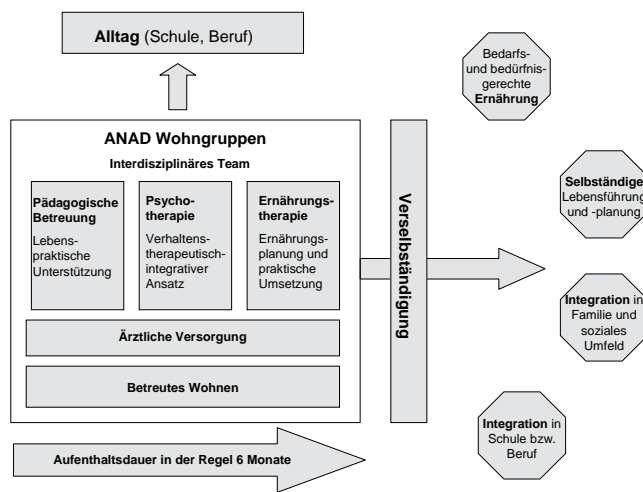 Alltag (Schule, Beruf)
ANAD Wohngruppen
Interdisziplinäres Team
Pädagogische
Betreuung
Lebens-
praktische
Unterstützung
Psycho-
therapie
Verhaltens-
therapeutisch-
integrativer
Ansatz
Ernährungs-
therapie
Ernährungs-
planung und
praktische
Umsetzung
Ärztliche Versorgung
Betreutes Wohnen
Aufenthaltsdauer in der Regel 6 Monate
Verselbständigung
Bedarfs-
und bedürfnis-
gerechte
Ernährung
Selbständige
Lebensführung
und -planung
Integration in
Familie und
soziales
Umfeld
Integration in
Schule bzw.
Beruf